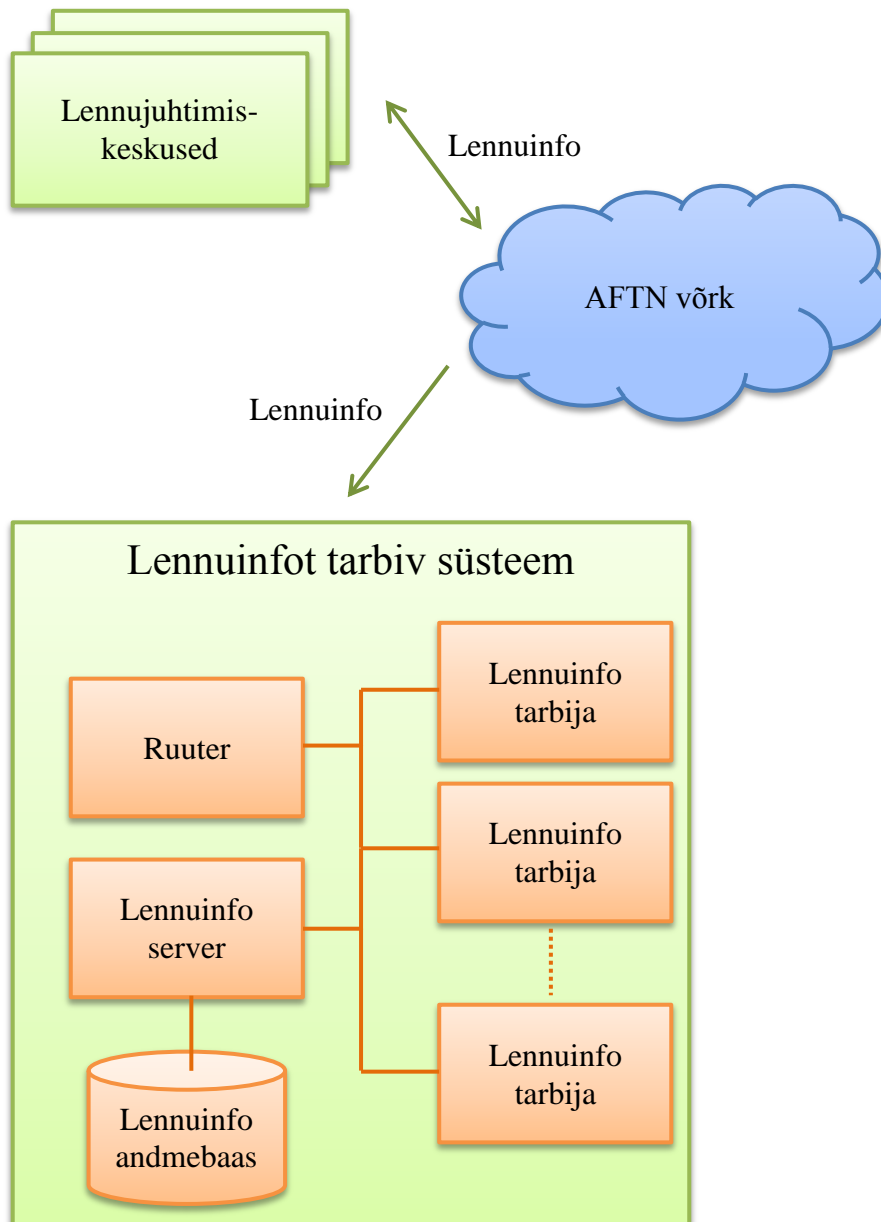 Lennujuhtimis-
keskused
Lennuinfo
AFTN võrk
Lennuinfo
Lennuinfot tarbiv süsteem
Lennuinfo
tarbija
Ruuter
Lennuinfo
tarbija
Lennuinfo
server
Lennuinfo
tarbija
Lennuinfo
andmebaas